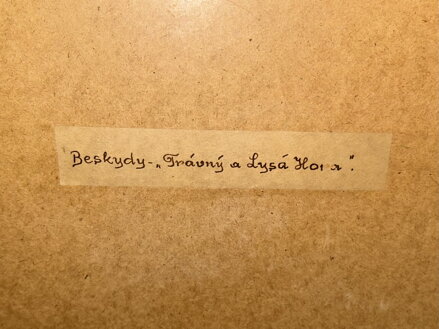 Beskydy-„Trávný a Lysá Hora".